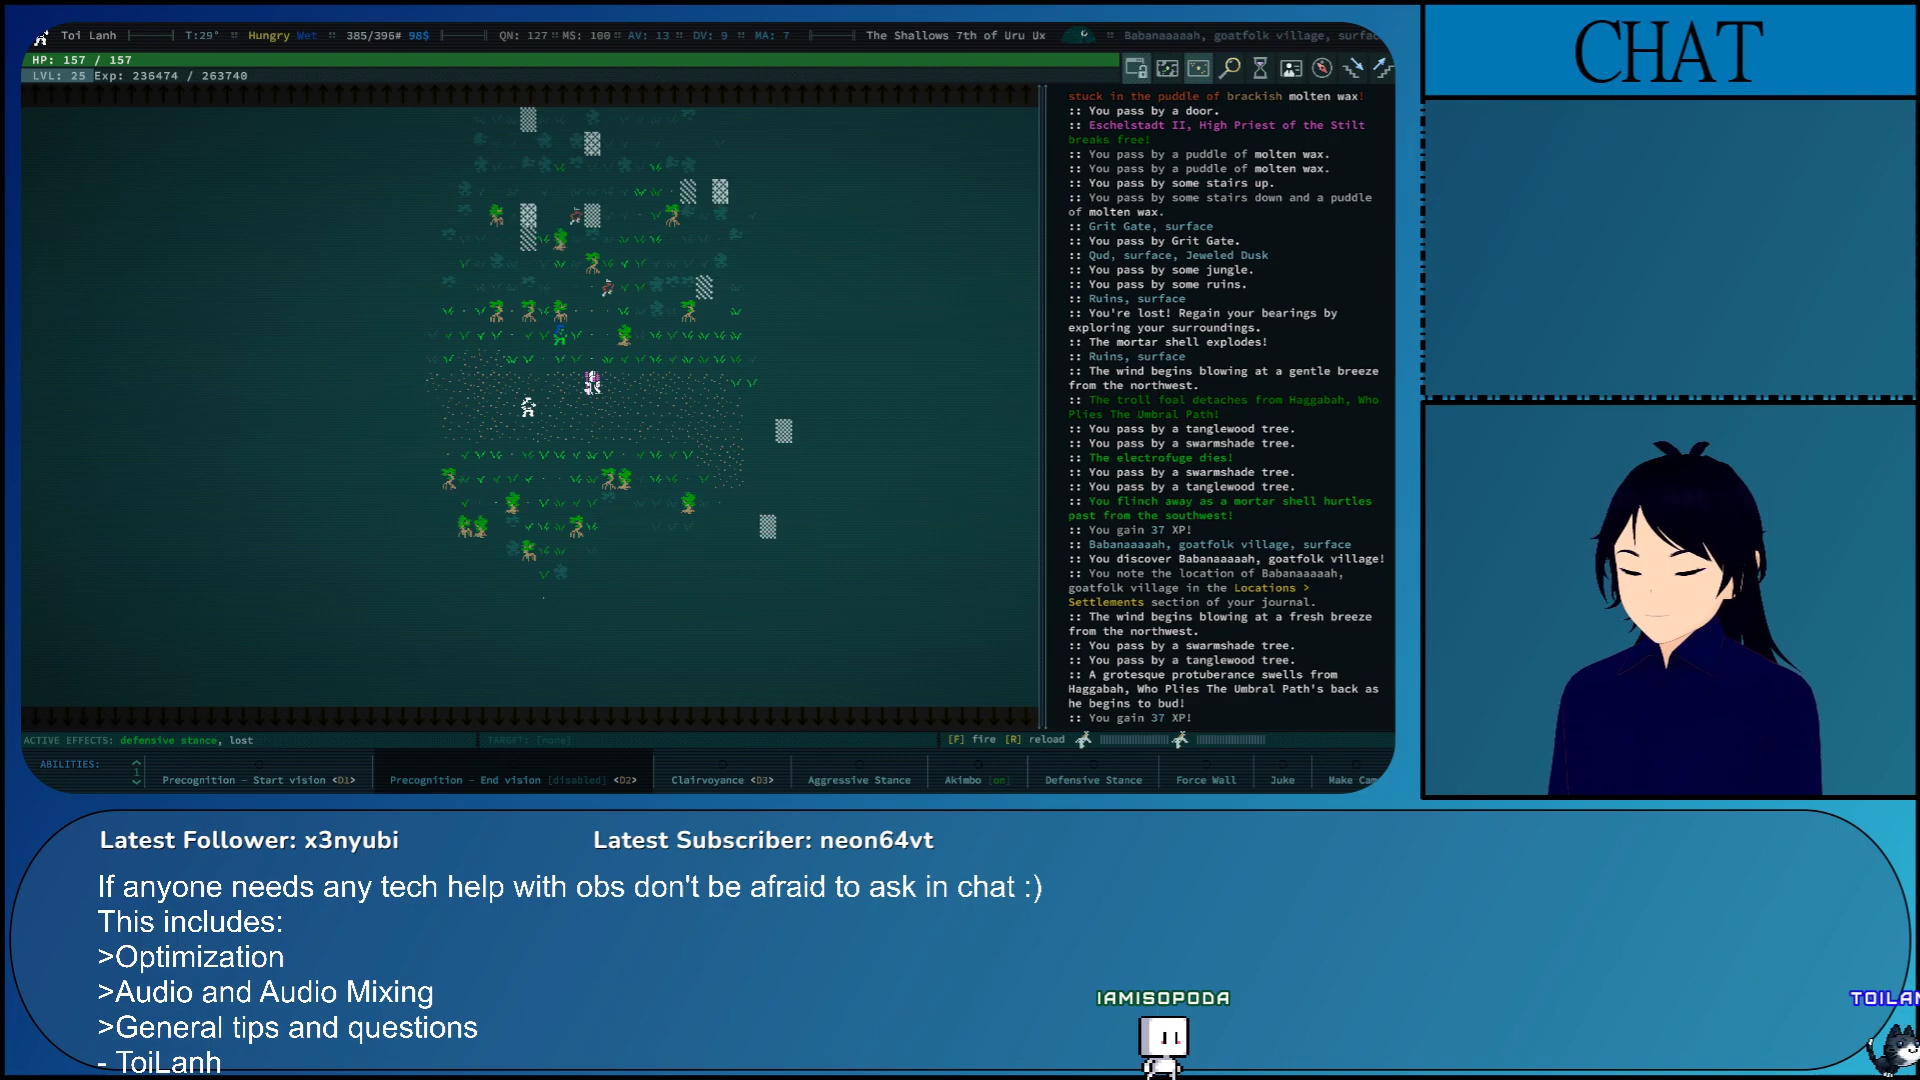 Toi Lanh T:29° Hungry Wet 385/396# 98$ QN: 127 MS: 100 AV: 13 DV: 9 MA: 7 The Shallows 7th of Uru Ux Babanaaaaah, goatfolk village, surfac
HP: 157 / 157
LVL: 25 Exp: 236474 / 263740
stuck in the puddle of brackish molten wax!
:: You pass by a door.
:: Eschelstadt II, High Priest of the Stilt
breaks free!
:: You pass by a puddle of molten wax.
:: You pass by a puddle of molten wax.
:: You pass by some stairs up.
:: You pass by some stairs down and a puddle
of molten wax.
:: Grit Gate, surface
:: You pass by Grit Gate.
:: Qud, surface, Jeweled Dusk
:: You pass by some jungle.
:: You pass by some ruins.
:: Ruins, surface
:: You're lost! Regain your bearings by
exploring your surroundings.
:: The mortar shell explodes!
:: Ruins, surface
:: The wind begins blowing at a gentle breeze
from the northwest.
:: The troll foal detaches from Haggabah, Who
Plies The Umbral Path!
:: You pass by a tanglewood tree.
:: You pass by a swarmshade tree.
:: The electrofuge dies!
:: You pass by a swarmshade tree.
:: You pass by a tanglewood tree.
:: You flinch away as a mortar shell hurtles
past from the southwest!
:: You gain 37 XP!
:: Babanaaaaah, goatfolk village, surface
:: You discover Babanaaaaah, goatfolk village!
:: You note the location of Babanaaaaah,
goatfolk village in the Locations >
Settlements section of your journal.
:: The wind begins blowing at a fresh breeze
from the northwest.
:: You pass by a swarmshade tree.
:: You pass by a tanglewood tree.
:: A grotesque protuberance swells from
Haggabah, Who Plies The Umbral Path's back as
he begins to bud!
:: You gain 37 XP!
ACTIVE EFFECTS: defensive stance, lost TARGET: [none] [F] fire [R] reload
ABILITIES: 1 Precognition - Start vision <D1> Precognition - End vision [disabled] <D2> Clairvoyance <D3> Aggressive Stance Akimbo [on] Defensive Stance Force Wall Juke Make Cam
CHAT
Latest Follower: x3nyubi Latest Subscriber: neon64vt
If anyone needs any tech help with obs don't be afraid to ask in chat :)
This includes:
>Optimization
>Audio and Audio Mixing
>General tips and questions
- ToiLanh
IAMISOPODA
TOILAN